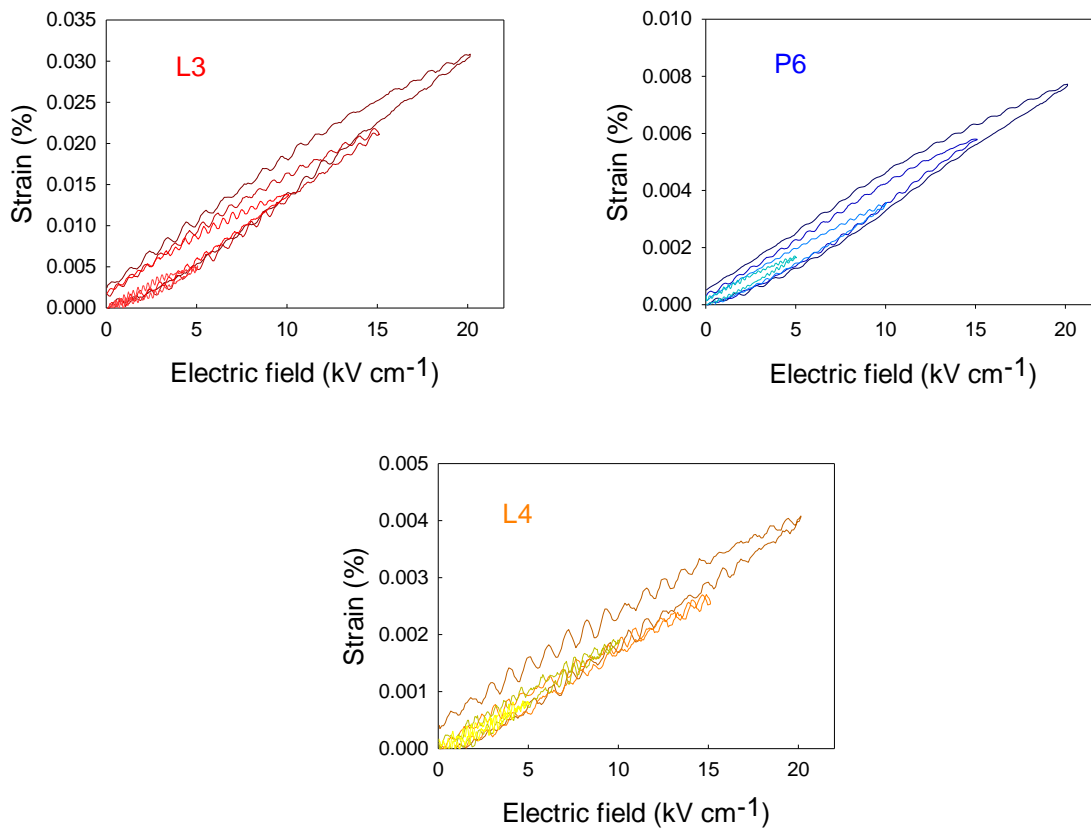 L3
Strain (%)
0.035
0.030
0.025
0.020
0.015
0.010
0.005
0.000
0 5 10 15 20
Electric field (kV cm-1)
P6
Strain (%)
0.010
0.008
0.006
0.004
0.002
0.000
0 5 10 15 20
Electric field (kV cm-1)
L4
Strain (%)
0.005
0.004
0.003
0.002
0.001
0.000
0 5 10 15 20
Electric field (kV cm-1)